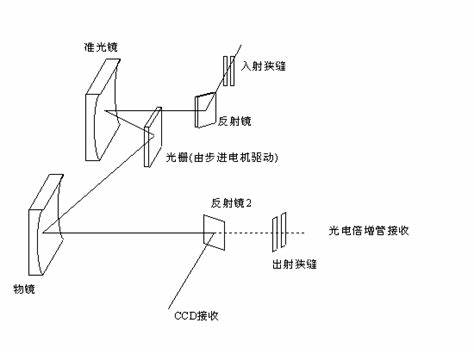 准光镜
入射狭缝
反射镜
光栅(由步进电机驱动)
反射镜2
光电倍增管接收
出射狭缝
物镜
CCD接收